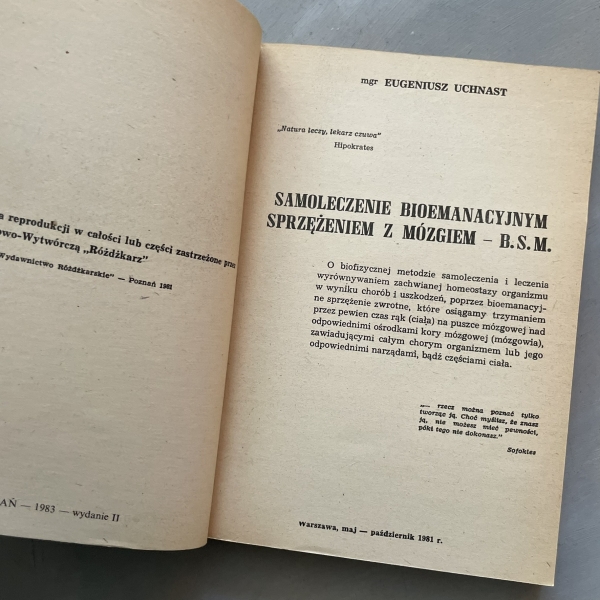 a reprodukcji w całości lub części zastrzeżone przez
owo-Wytwórczą „Różdżkarz”
Wydawnictwo Różdżkarskie” — Poznań 1981
AŃ — 1983 — wydanie II
mgr EUGENIUSZ UCHNAST
„Natura leczy, lekarz czuwa”
Hipokrates
SAMOLECZENIE BIOEMANACYJNYM
SPRZĘŻENIEM Z MÓZGIEM – B.S.M.
O biofizycznej metodzie samoleczenia i leczenia
wyrównywaniem zachwianej homeostazy organizmu
w wyniku chorób i uszkodzeń, poprzez bioemanacyj-
ne sprzężenie zwrotne, które osiągamy trzymaniem
przez pewien czas rąk (ciała) na puszce mózgowej nad
odpowiednimi ośrodkami kory mózgowej (mózgowia),
zawiadującymi całym chorym organizmem lub jego
odpowiednimi narządami, bądź częściami ciała.
„— rzecz można poznać tylko
tworząc ją. Choć myślisz, że znasz
ją, nie możesz mieć pewności,
póki tego nie dokonasz.”
Sofokles
Warszawa, maj — październik 1981 r.